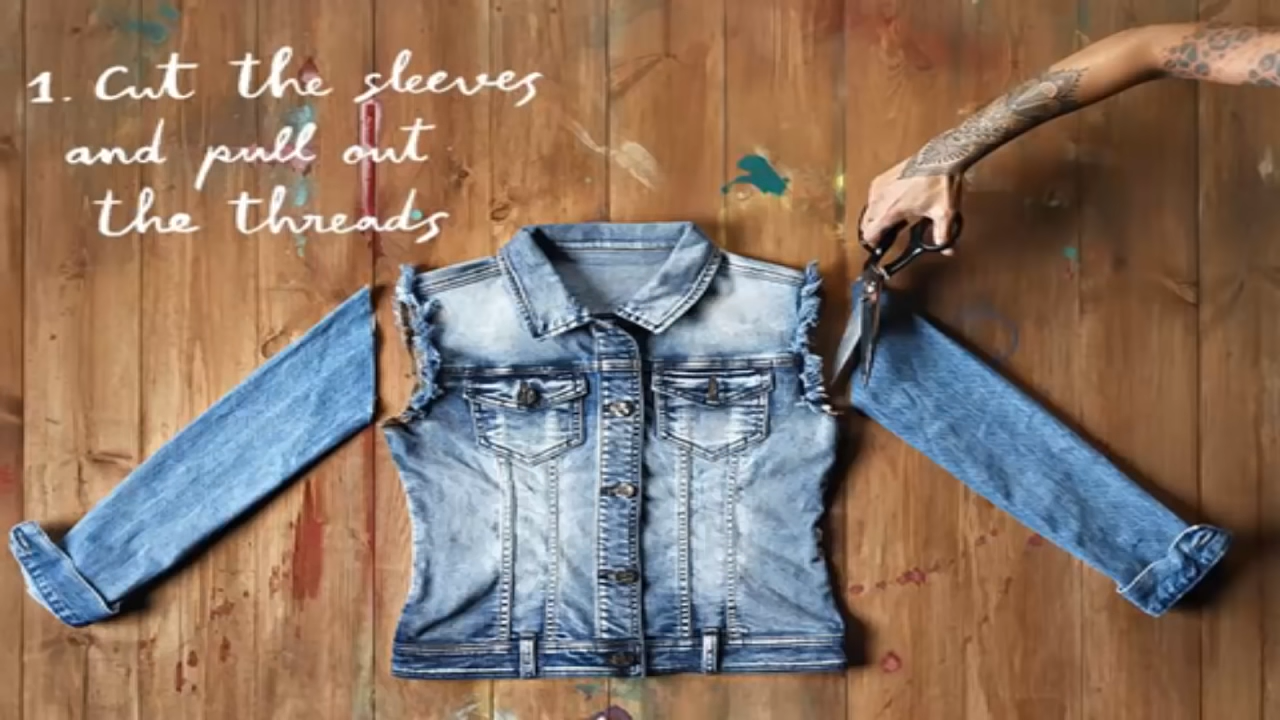 1. Cut the sleeves
and pull out
the threads